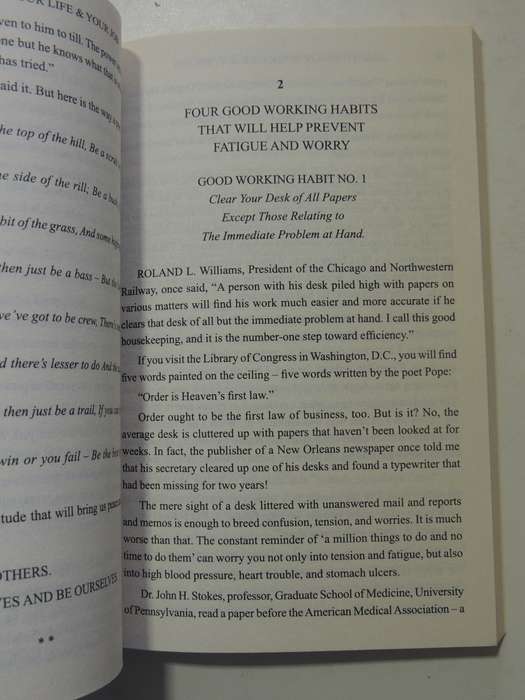 R LIFE & YOUR JOB
ven to him to till. The power
one but he knows what that
has tried."
aid it. But here is the way
he top of the hill, Be a scrub
he side of the rill; Be a bush
bit of the grass, And some
then just be a bass – But the
we've got to be crew, There's
d there's lesser to do And the
then just be a trail, If you can't
win or you fail – Be the best
tude that will bring us peace
OTHERS.
VES AND BE OURSELVES
**
2
FOUR GOOD WORKING HABITS
THAT WILL HELP PREVENT
FATIGUE AND WORRY
GOOD WORKING HABIT NO. 1
Clear Your Desk of All Papers
Except Those Relating to
The Immediate Problem at Hand.
ROLAND L. Williams, President of the Chicago and Northwestern
Railway, once said, “A person with his desk piled high with papers on
various matters will find his work much easier and more accurate if he
clears that desk of all but the immediate problem at hand. I call this good
housekeeping, and it is the number-one step toward efficiency.”
If you visit the Library of Congress in Washington, D.C., you will find
five words painted on the ceiling – five words written by the poet Pope:
“Order is Heaven's first law.”
Order ought to be the first law of business, too. But is it? No, the
average desk is cluttered up with papers that haven't been looked at for
weeks. In fact, the publisher of a New Orleans newspaper once told me
that his secretary cleared up one of his desks and found a typewriter that
had been missing for two years!
The mere sight of a desk littered with unanswered mail and reports
and memos is enough to breed confusion, tension, and worries. It is much
worse than that. The constant reminder of ‘a million things to do and no
time to do them’ can worry you not only into tension and fatigue, but also
into high blood pressure, heart trouble, and stomach ulcers.
Dr. John H. Stokes, professor, Graduate School of Medicine, University
of Pennsylvania, read a paper before the American Medical Association – a